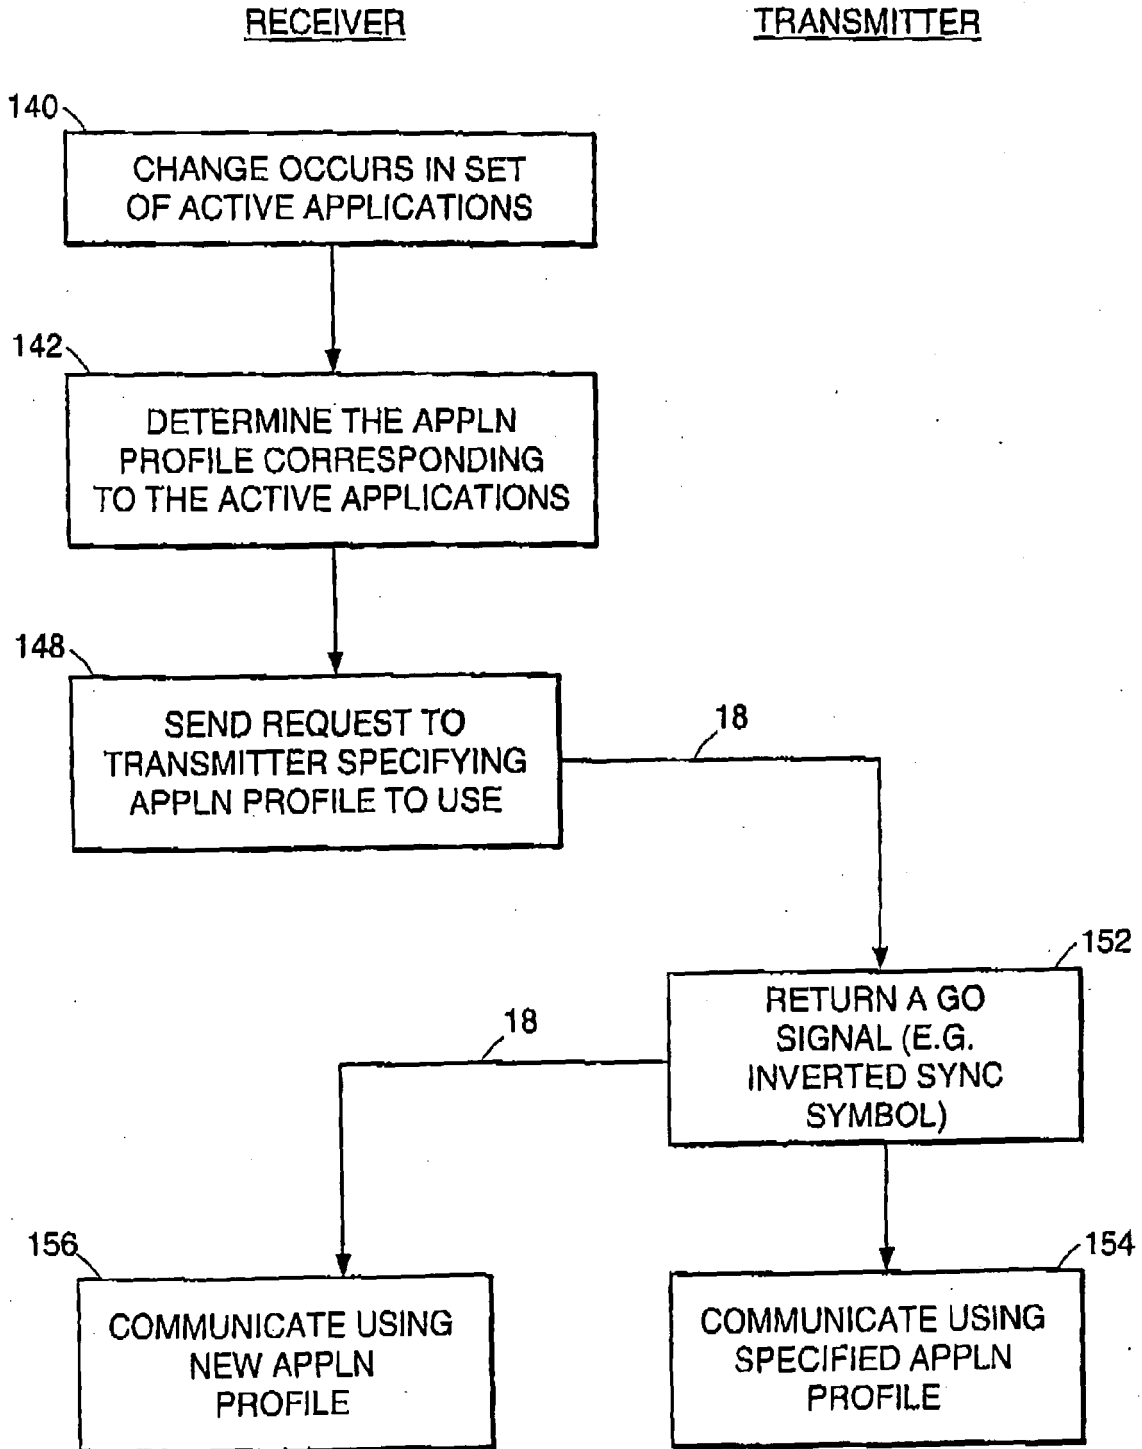 RECEIVER
TRANSMITTER
140
CHANGE OCCURS IN SET
OF ACTIVE APPLICATIONS
142
DETERMINE THE APPLN
PROFILE CORRESPONDING
TO THE ACTIVE APPLICATIONS
148
SEND REQUEST TO
TRANSMITTER SPECIFYING
APPLN PROFILE TO USE
18
152
RETURN A GO
SIGNAL (E.G.
INVERTED SYNC
SYMBOL)
18
156
COMMUNICATE USING
NEW APPLN
PROFILE
154
COMMUNICATE USING
SPECIFIED APPLN
PROFILE